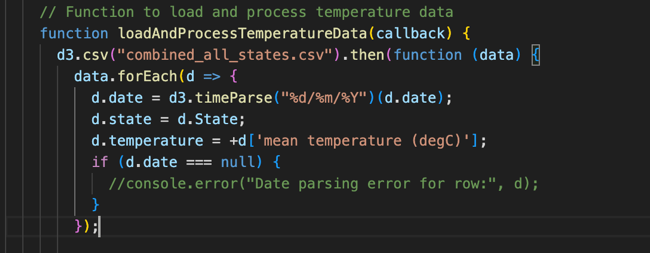 // Function to load and process temperature data
function loadAndProcessTemperatureData(callback) {
d3.csv("combined_all_states.csv").then(function (data) {
data.forEach(d => {
d.date = d3.timeParse("%d/%m/%Y")(d.date);
d.state = d.State;
d.temperature = +d['mean temperature (degC)'];
if (d.date === null) {
//console.error("Date parsing error for row:", d);
}
});